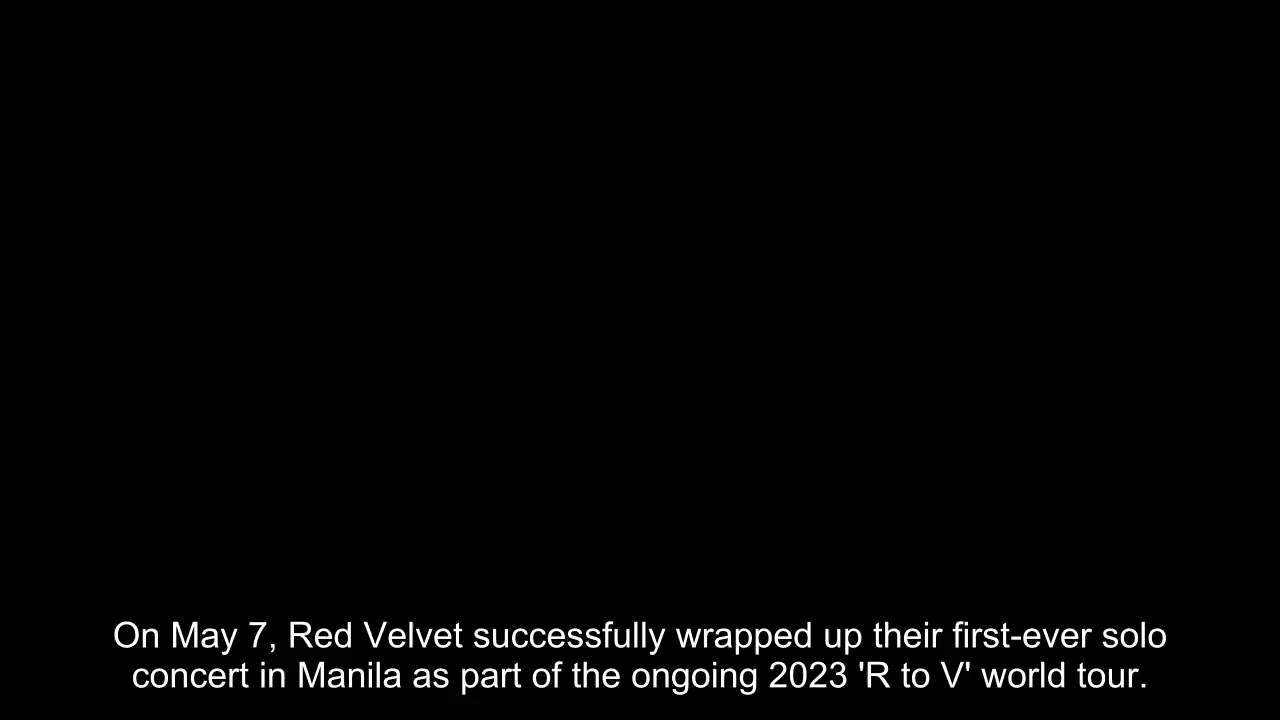 On May 7, Red Velvet successfully wrapped up their first-ever solo
concert in Manila as part of the ongoing 2023 'R to V' world tour.